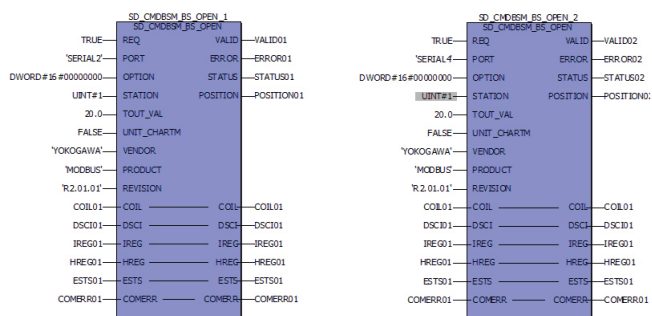 SD_CMDBSM_BS_OPEN_1
SD_CMDBSM_BS_OPEN
TRUE REQ VALID VALID01
'SERIAL2' PORT ERROR ERROR01
DWORD#16#00000000 OPTION STATUS STATUS01
UINT#1 STATION POSITION POSITION01
20.0 TOUT_VAL
FALSE UNIT_CHARTM
'YOKOGAWA' VENDOR
'MODBUS' PRODUCT
'R2.01.01' REVISION
COIL01 COIL COIL COIL01
DSCI01 DSCI DSCI DSCI01
IREG01 IREG IREG IREG01
HREG01 HREG HREG HREG01
ESTS01 ESTS ESTS ESTS01
COMERR01 COMERR COMERR COMERR01
SD_CMDBSM_BS_OPEN_2
SD_CMDBSM_BS_OPEN
TRUE REQ VALID VALID02
'SERIAL4' PORT ERROR ERROR02
DWORD#16#00000000 OPTION STATUS STATUS02
UINT#1 STATION POSITION POSITION02
20.0 TOUT_VAL
FALSE UNIT_CHARTM
'YOKOGAWA' VENDOR
'MODBUS' PRODUCT
'R2.01.01' REVISION
COIL01 COIL COIL COIL01
DSCI01 DSCI DSCI DSCI01
IREG01 IREG IREG IREG01
HREG01 HREG HREG HREG01
ESTS01 ESTS ESTS ESTS01
COMERR01 COMERR COMERR COMERR01